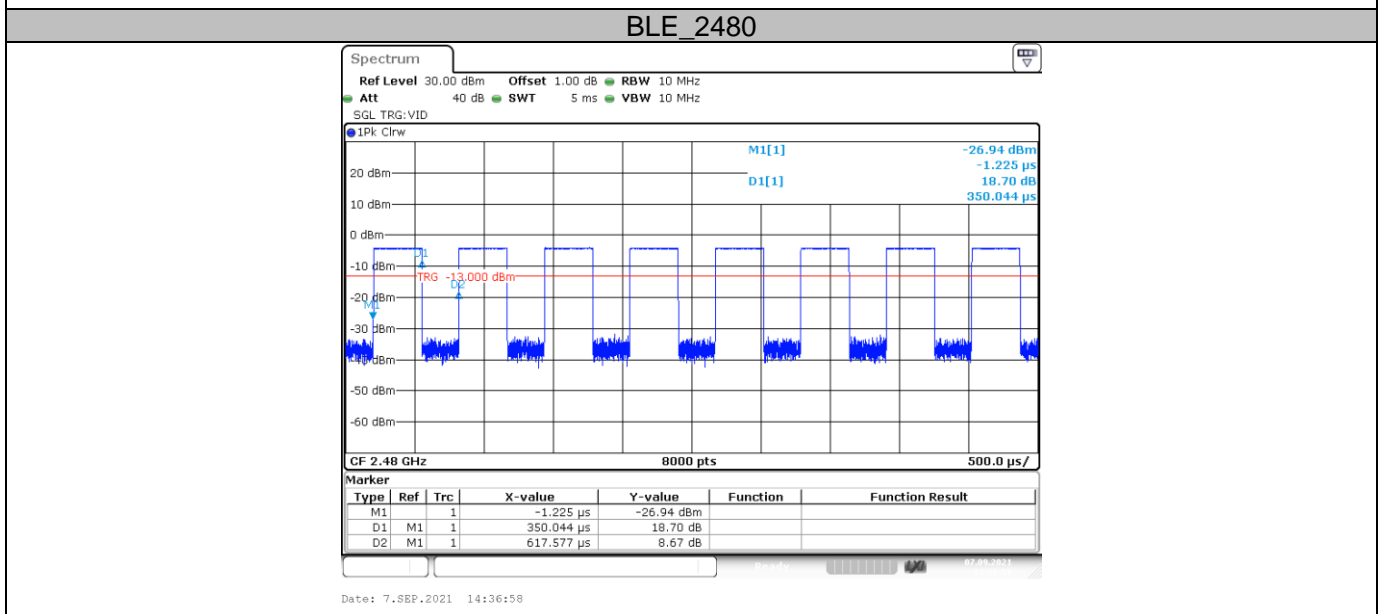 BLE_2480
Spectrum
Ref Level 30.00 dBm Offset 1.00 dB RBW 10 MHz
Att 40 dB SWT 5 ms VBW 10 MHz
SGL TRG:VID
1Pk Clrw
M1[1] -26.94 dBm
-1.225 µs
20 dBm
D1[1] 18.70 dB
350.044 µs
10 dBm
0 dBm
D1
-10 dBm
TRG -13.000 dBm
D2
-20 dBm
M1
-30 dBm
-40 dBm
-50 dBm
-60 dBm
CF 2.48 GHz 8000 pts 500.0 µs/
Marker
Type Ref Trc X-value Y-value Function Function Result
M1 1 -1.225 µs -26.94 dBm
D1 M1 1 350.044 µs 18.70 dB
D2 M1 1 617.577 µs 8.67 dB
Ready 07.09.2021
Date: 7.SEP.2021 14:36:58